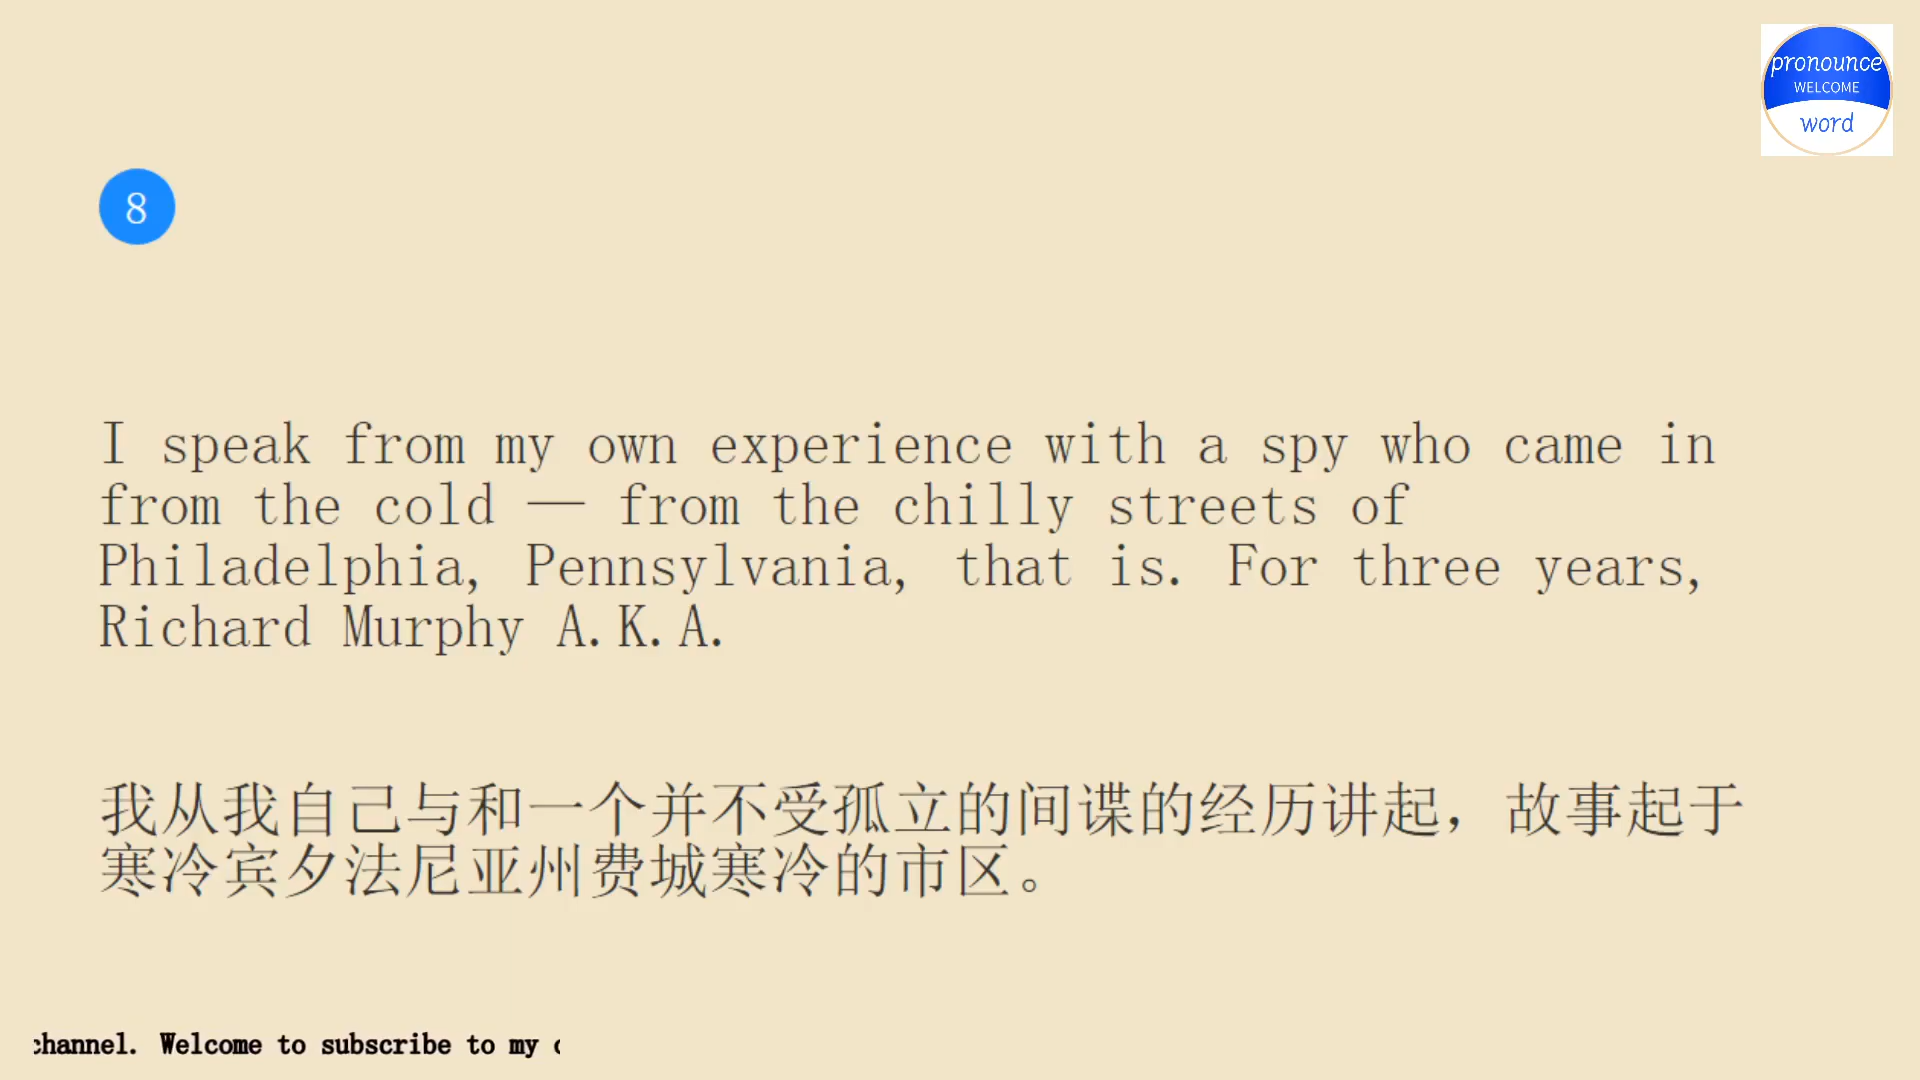 pronounce
WELCOME
word
8
I speak from my own experience with a spy who came in
from the cold — from the chilly streets of
Philadelphia, Pennsylvania, that is. For three years,
Richard Murphy A.K.A.
我从我自己与和一个并不受孤立的间谍的经历讲起，故事起于
寒冷宾夕法尼亚州费城寒冷的市区。
channel. Welcome to subscribe to my c